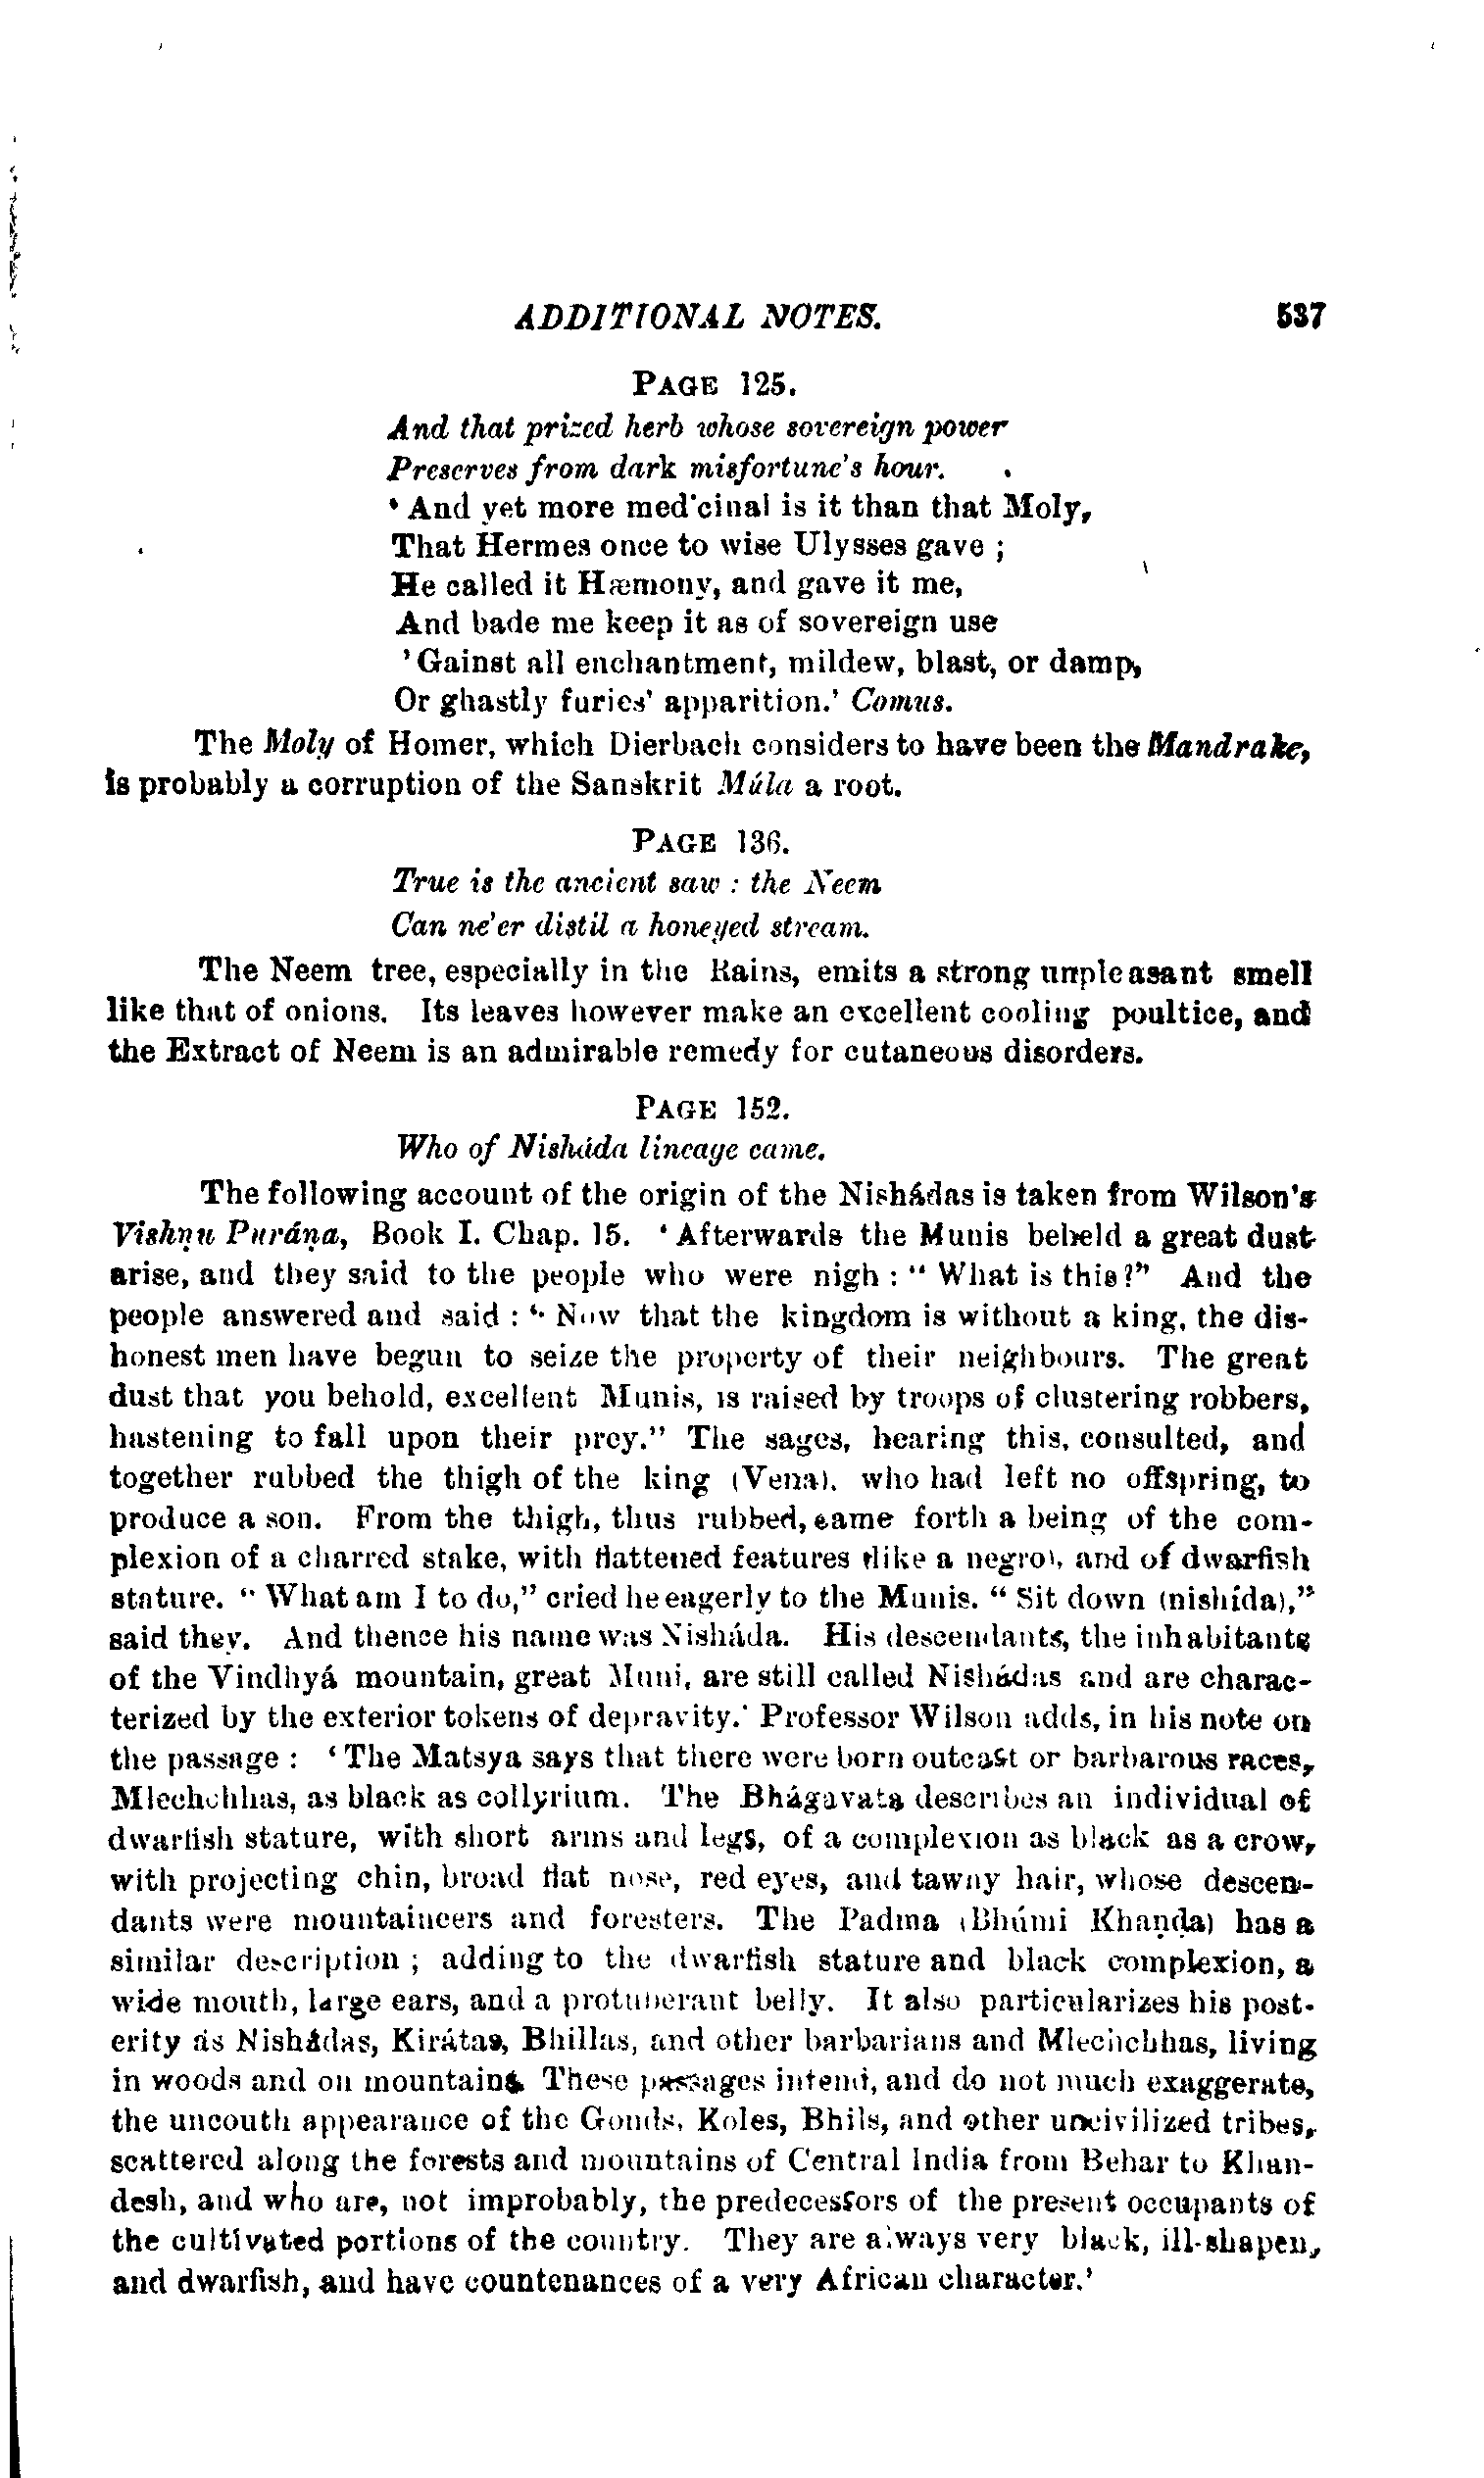 ADDITIONAL NOTES. 537
PAGE 125.
And that prized herb whose sovereign power
Preserves from dark misfortune's hour.
‘And yet more med'cinal is it than that Moly,
That Hermes once to wise Ulysses gave ;
He called it Hæmony, and gave it me,
And bade me keep it as of sovereign use
'Gainst all enchantment, mildew, blast, or damp,
Or ghastly furies' apparition.’ Comus.
The Moly of Homer, which Dierbach considers to have been the Mandrake,
is probably a corruption of the Sanskrit Múla a root.
PAGE 136.
True is the ancient saw : the Neem
Can ne'er distil a honeyed stream.
The Neem tree, especially in the Rains, emits a strong unpleasant smell
like that of onions. Its leaves however make an excellent cooling poultice, and
the Extract of Neem is an admirable remedy for cutaneous disorders.
PAGE 152.
Who of Nisháda lineage came.
The following account of the origin of the Nishádas is taken from Wilson's
Vishṇu Puráṇa, Book I. Chap. 15. ‘Afterwards the Munis beheld a great dust
arise, and they said to the people who were nigh : “What is this?” And the
people answered and said : “Now that the kingdom is without a king, the dis-
honest men have begun to seize the property of their neighbours. The great
dust that you behold, excellent Munis, is raised by troops of clustering robbers,
hastening to fall upon their prey.” The sages, hearing this, consulted, and
together rubbed the thigh of the king (Vena), who had left no offspring, to
produce a son. From the thigh, thus rubbed, came forth a being of the com-
plexion of a charred stake, with flattened features (like a negro), and of dwarfish
stature. “What am I to do,” cried he eagerly to the Munis. “Sit down (nishída),”
said they. And thence his name was Nisháda. His descendants, the inhabitants
of the Vindhyá mountain, great Muni, are still called Nishádas and are charac-
terized by the exterior tokens of depravity.’ Professor Wilson adds, in his note on
the passage : ‘The Matsya says that there were born outcast or barbarous races,
Mlechchhas, as black as collyrium. The Bhágavata describes an individual of
dwarfish stature, with short arms and legs, of a complexion as black as a crow,
with projecting chin, broad flat nose, red eyes, and tawny hair, whose descen-
dants were mountaineers and foresters. The Padma (Bhúmi Khaṇḍa) has a
similar description ; adding to the dwarfish stature and black complexion, a
wide mouth, large ears, and a protuberant belly. It also particularizes his post-
erity as Nishádas, Kirátas, Bhillas, and other barbarians and Mlechchhas, living
in woods and on mountains. These passages intend, and do not much exaggerate,
the uncouth appearance of the Gonds, Koles, Bhils, and other uncivilized tribes,
scattered along the forests and mountains of Central India from Behar to Khan-
desh, and who are, not improbably, the predecessors of the present occupants of
the cultivated portions of the country. They are always very black, ill-shapen,
and dwarfish, and have countenances of a very African character.’